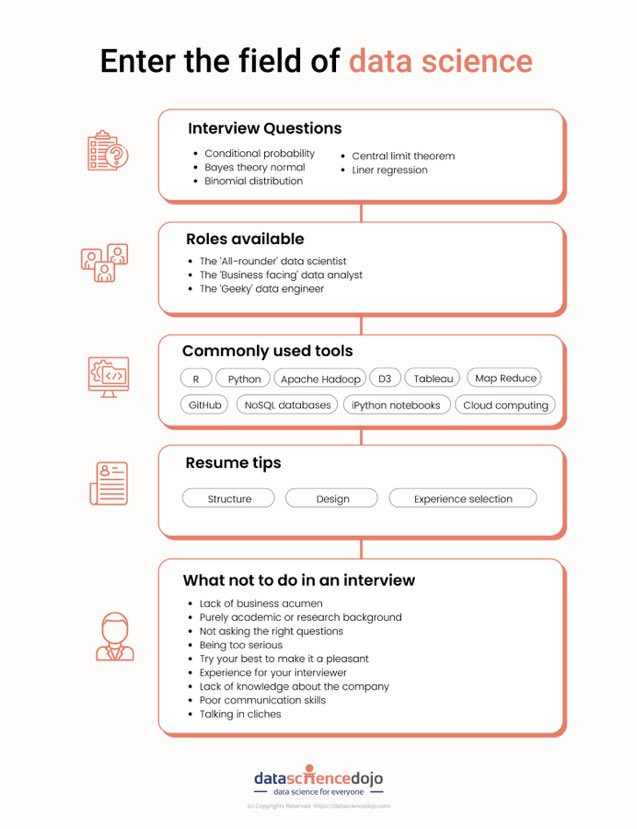 Enter the field of data science
Interview Questions
Conditional probability
Bayes theory normal
Binomial distribution
Central limit theorem
Liner regression
Roles available
The 'All-rounder' data scientist
The 'Business facing' data analyst
The 'Geeky' data engineer
Commonly used tools
R Python Apache Hadoop D3 Tableau Map Reduce
GitHub NoSQL databases iPython notebooks Cloud computing
Resume tips
Structure Design Experience selection
What not to do in an interview
Lack of business acumen
Purely academic or research background
Not asking the right questions
Being too serious
Try your best to make it a pleasant
Experience for your interviewer
Lack of knowledge about the company
Poor communication skills
Talking in cliches
datasciencedojo
data science for everyone
(c) Copyrights Reserved https://datasciencedojo.com